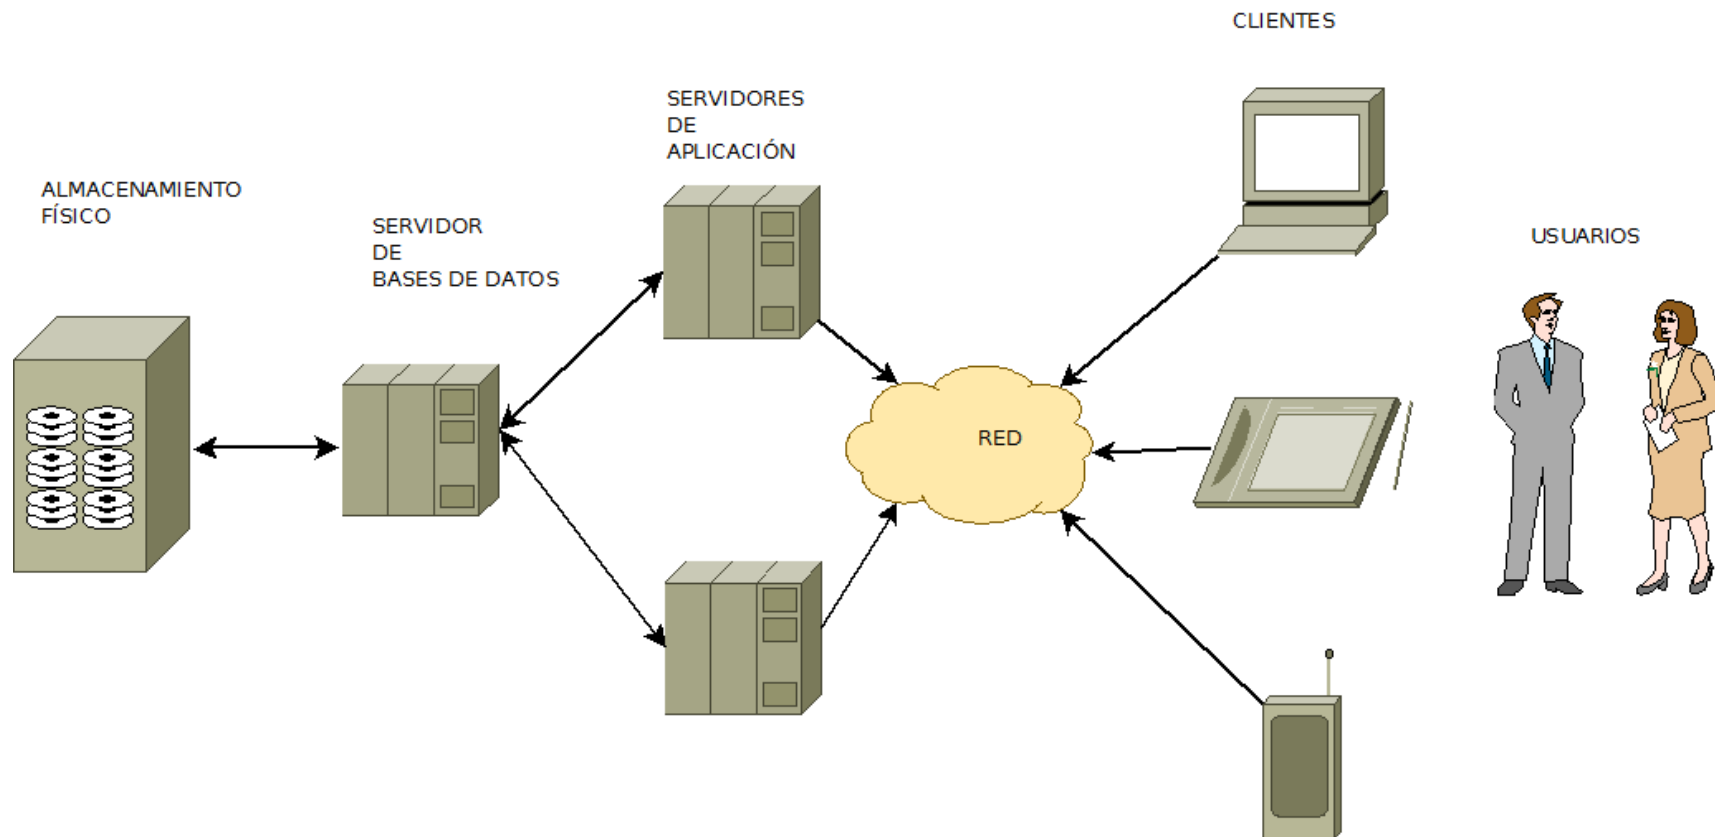 CLIENTES
SERVIDORES
DE
APLICACIÓN
ALMACENAMIENTO
FÍSICO
SERVIDOR
DE
BASES DE DATOS
USUARIOS
RED